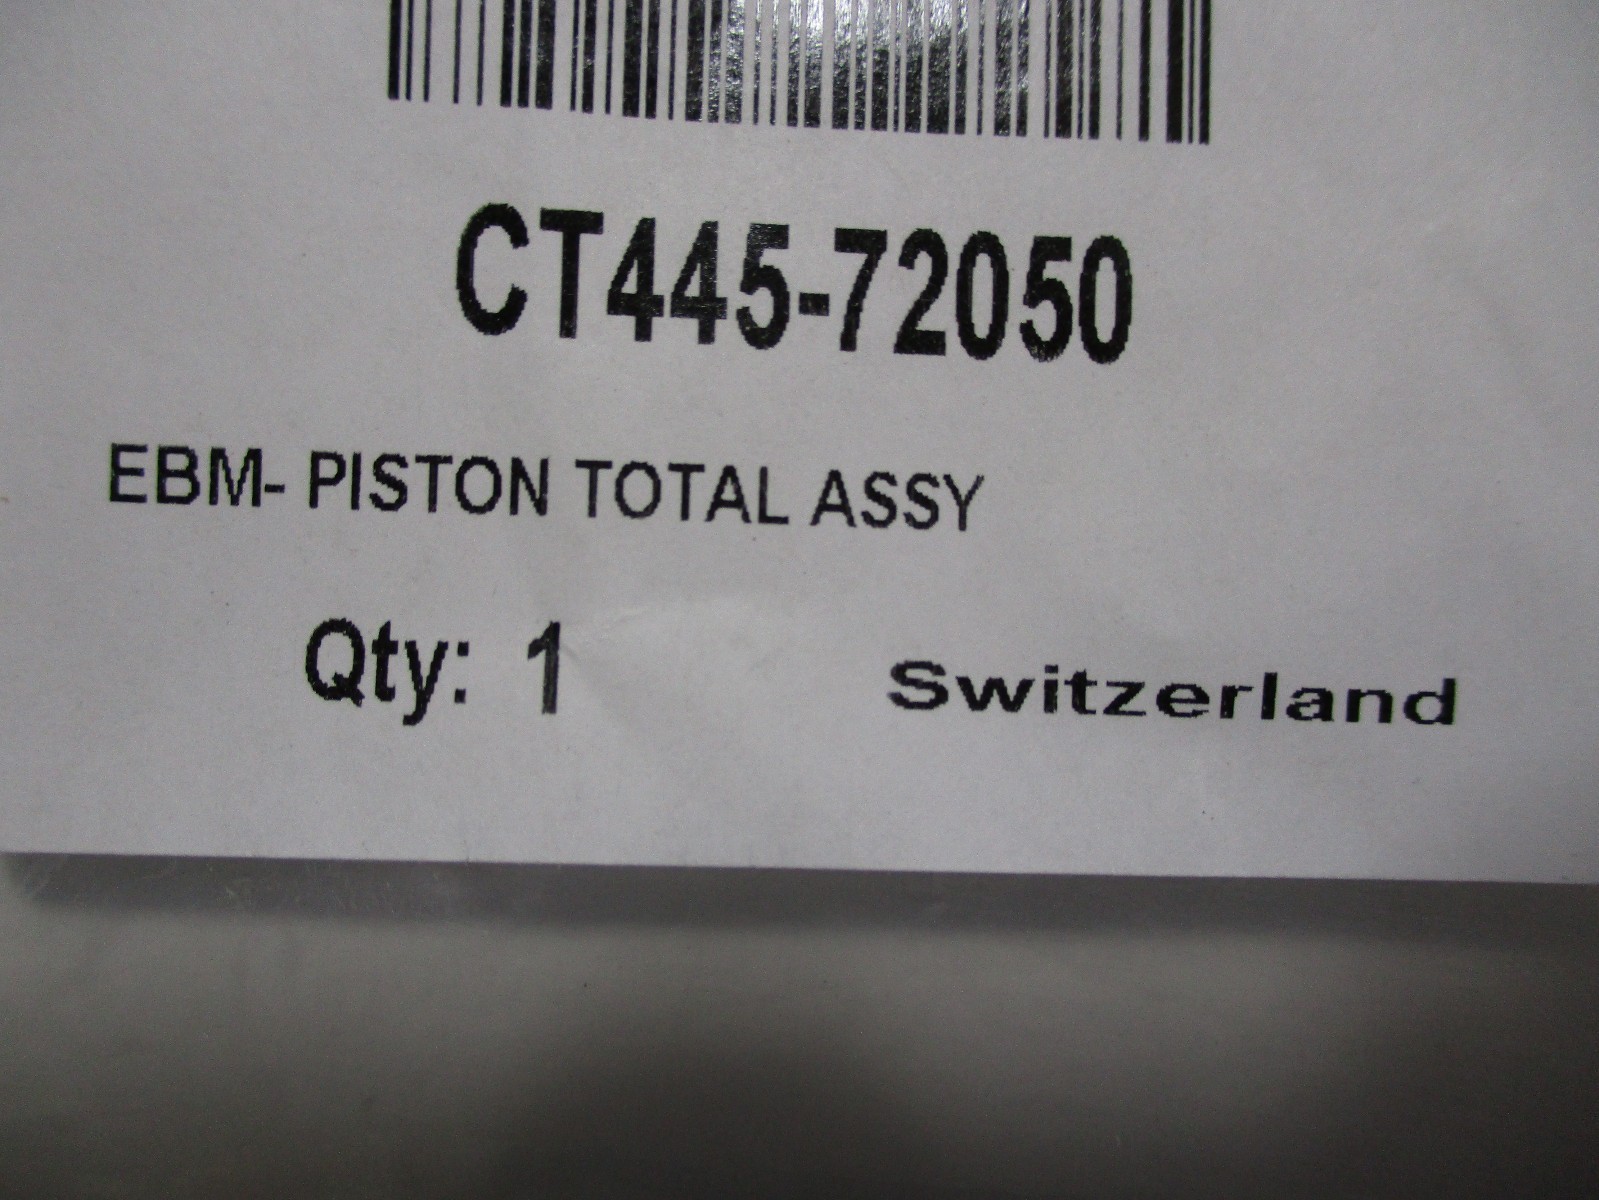 CT445-72050
EBM- PISTON TOTAL ASSY
Qty: 1 Switzerland